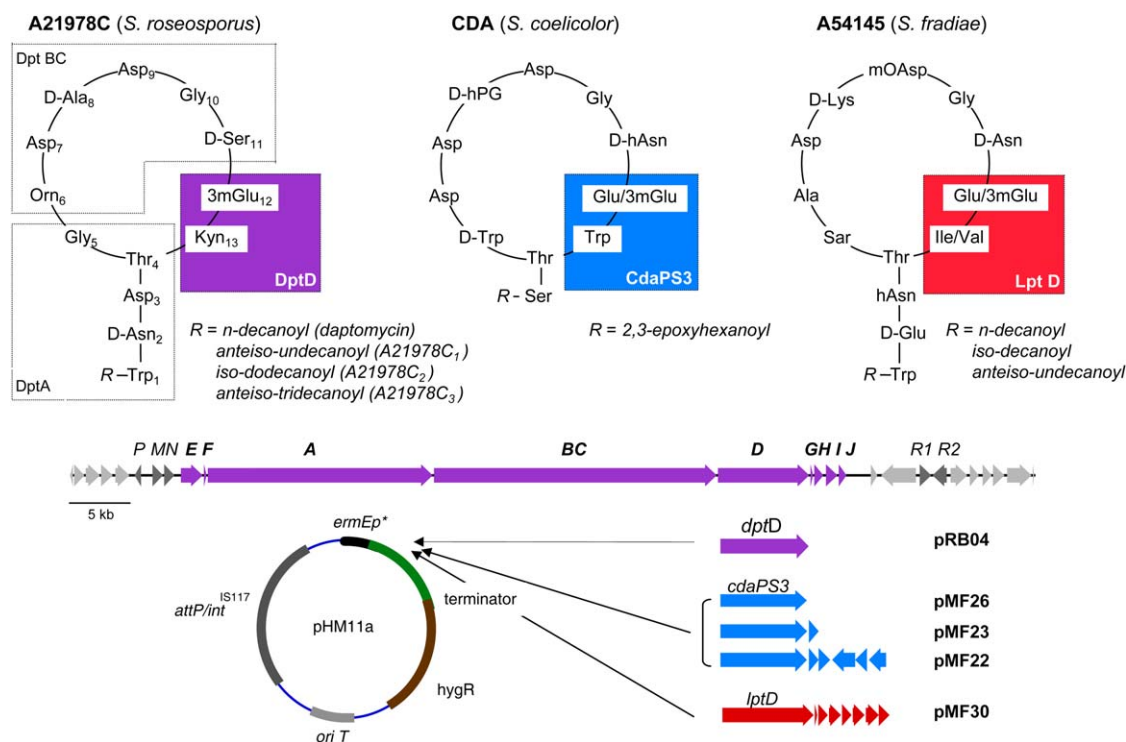 A21978C (S. roseosporus)
Dpt BC
Asp9
D-Ala8
Gly10
Asp7
D-Ser11
Orn6
3mGlu12
Gly5
Kyn13
Thr4
DptD
Asp3
D-Asn2
DptA
R–Trp1
R = n-decanoyl (daptomycin)
anteiso-undecanoyl (A21978C1)
iso-dodecanoyl (A21978C2)
anteiso-tridecanoyl (A21978C3)
CDA (S. coelicolor)
Asp
D-hPG
Gly
Asp
D-hAsn
Asp
Glu/3mGlu
D-Trp
Trp
Thr
CdaPS3
R - Ser
R = 2,3-epoxyhexanoyl
A54145 (S. fradiae)
mOAsp
D-Lys
Gly
Asp
D-Asn
Ala
Glu/3mGlu
Sar
Ile/Val
Thr
Lpt D
hAsn
D-Glu
R–Trp
R = n-decanoyl
iso-decanoyl
anteiso-undecanoyl
P MN E F A BC D GH I J R1 R2
5 kb
ermEp*
attP/int IS117
terminator
pHM11a
hygR
ori T
dptD
pRB04
cdaPS3
pMF26
pMF23
pMF22
lptD
pMF30